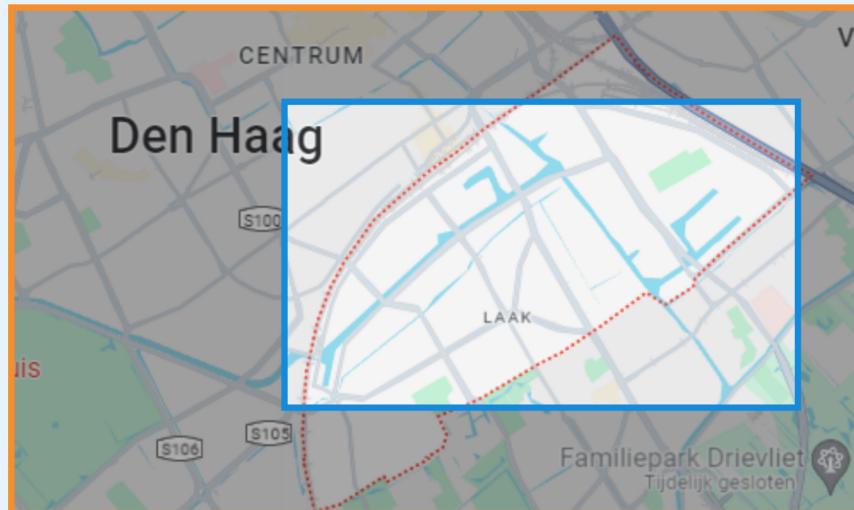 CENTRUM
V
Den Haag
S100
LAAK
uis
S105
S106
Familiepark Drievliet
Tijdelijk gesloten